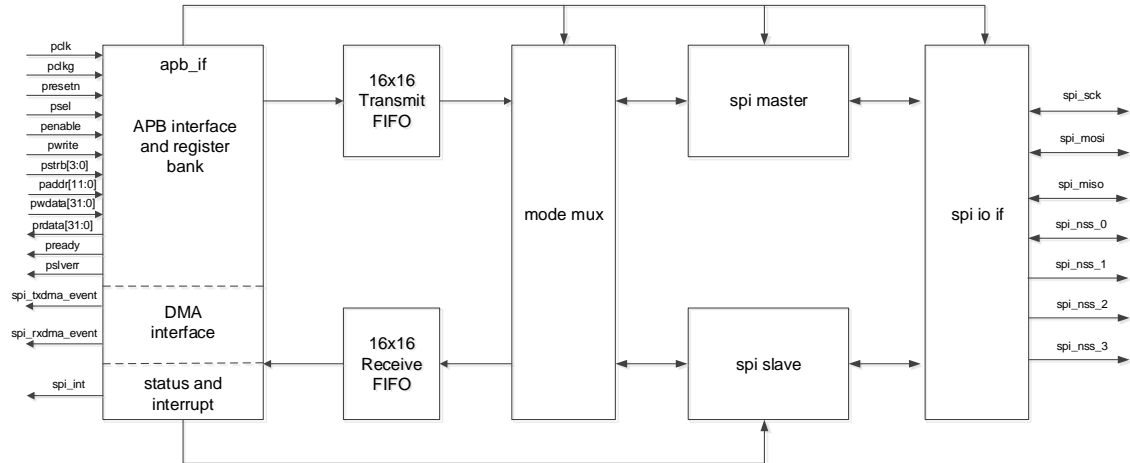 pclk
pclkg
presetn
psel
penable
pwrite
pstrb[3:0]
paddr[11:0]
pwdata[31:0]
prdata[31:0]
pready
pslverr
spi_txdma_event
spi_rxdma_event
spi_int
apb_if
APB interface
and register
bank
DMA
interface
status and
interrupt
16x16
Transmit
FIFO
16x16
Receive
FIFO
mode mux
spi master
spi slave
spi io if
spi_sck
spi_mosi
spi_miso
spi_nss_0
spi_nss_1
spi_nss_2
spi_nss_3